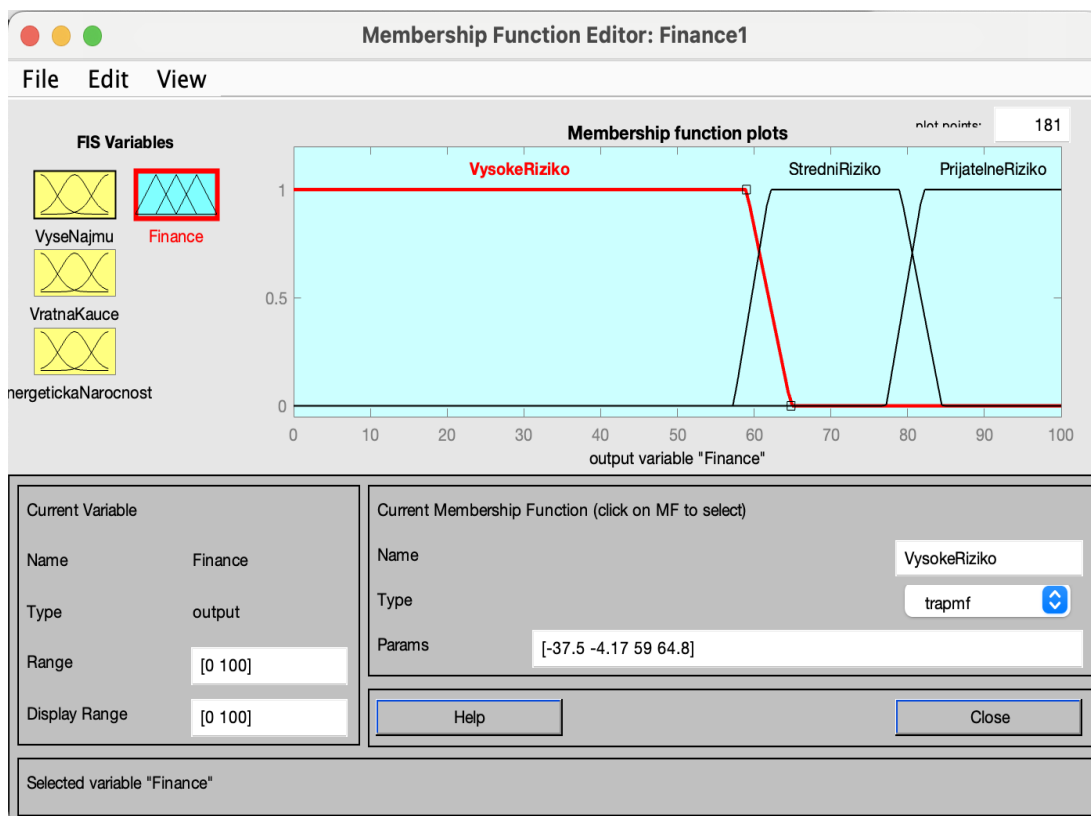 Membership Function Editor: Finance1
File Edit View
FIS Variables
VyseNajmu
Finance
VratnaKauce
nergetickaNarocnost
Membership function plots
plot points:
181
VysokeRiziko
StredniRiziko
PrijatelneRiziko
1
0.5
0
0 10 20 30 40 50 60 70 80 90 100
output variable "Finance"
Current Variable
Name Finance
Type output
Range [0 100]
Display Range [0 100]
Current Membership Function (click on MF to select)
Name VysokeRiziko
Type trapmf
Params [-37.5 -4.17 59 64.8]
Help Close
Selected variable "Finance"